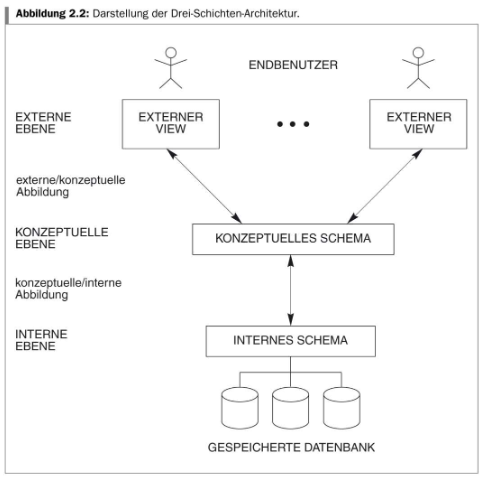 Abbildung 2.2: Darstellung der Drei-Schichten-Architektur.
ENDBENUTZER
EXTERNE
EBENE
EXTERNER
VIEW
EXTERNER
VIEW
externe/konzeptuelle
Abbildung
KONZEPTUELLE
EBENE
KONZEPTUELLES SCHEMA
konzeptuelle/interne
Abbildung
INTERNE
EBENE
INTERNES SCHEMA
GESPEICHERTE DATENBANK